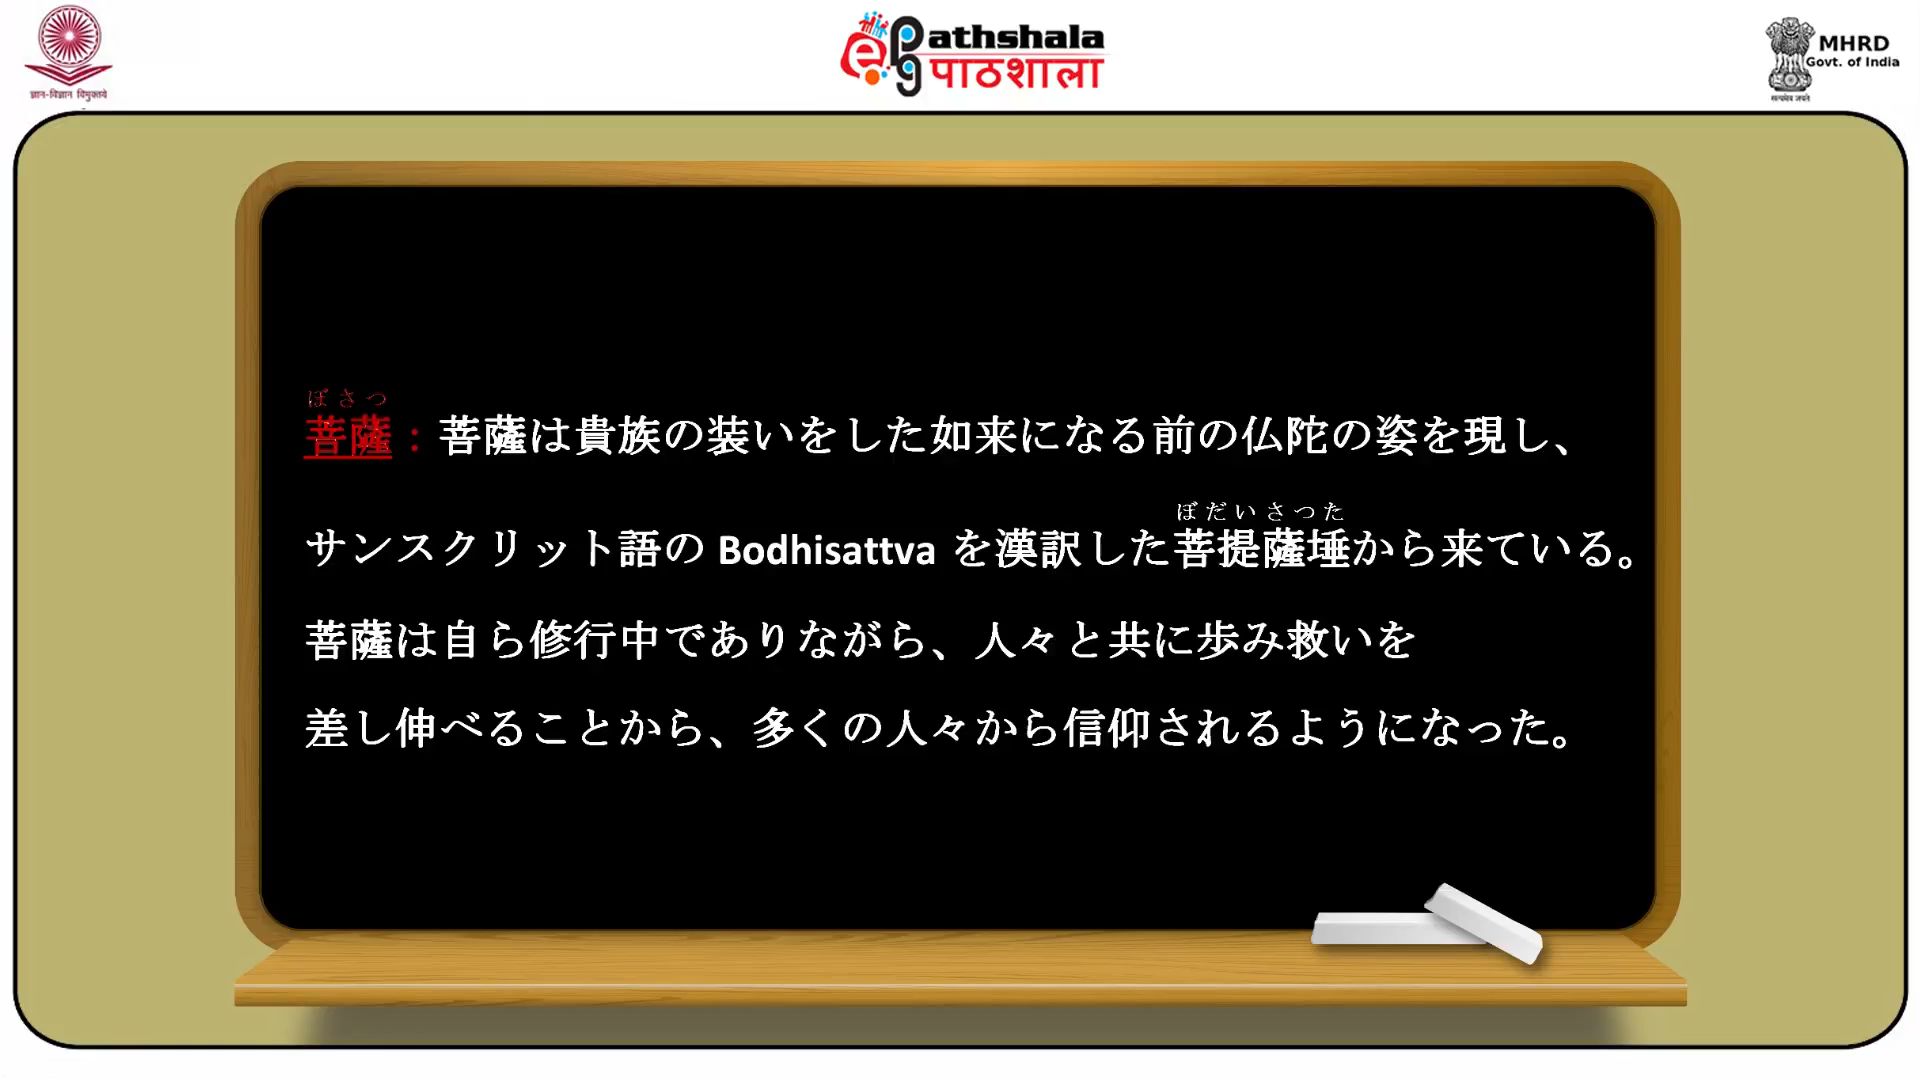 ज्ञान-विज्ञान विमुक्तये
ePG athshala
पाठशाला
MHRD
Govt. of India
सत्यमेव जयते
ぼさつ
菩薩：菩薩は貴族の装いをした如来になる前の仏陀の姿を現し、
ぼだいさつた
サンスクリット語の Bodhisattva を漢訳した菩提薩埵から来ている。
菩薩は自ら修行中でありながら、人々と共に歩み救いを
差し伸べることから、多くの人々から信仰されるようになった。